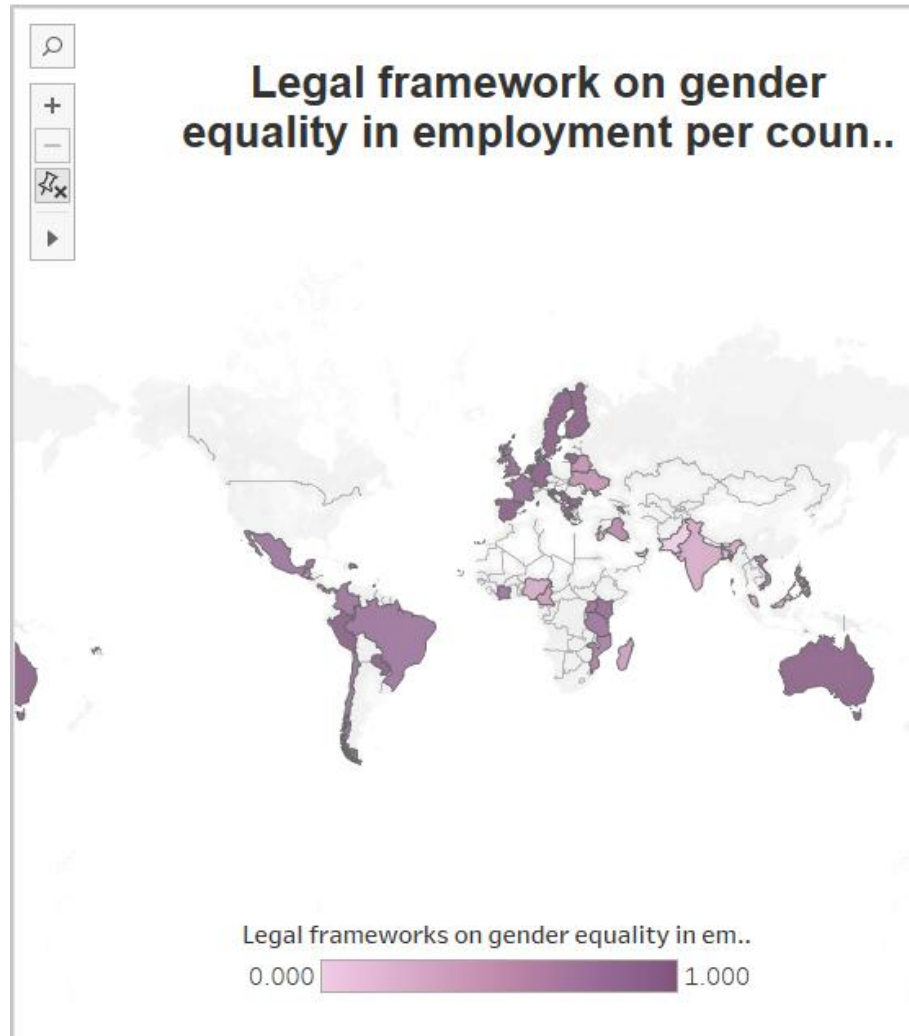 Legal framework on gender
equality in employment per coun..
Legal frameworks on gender equality in em..
0.000
1.000